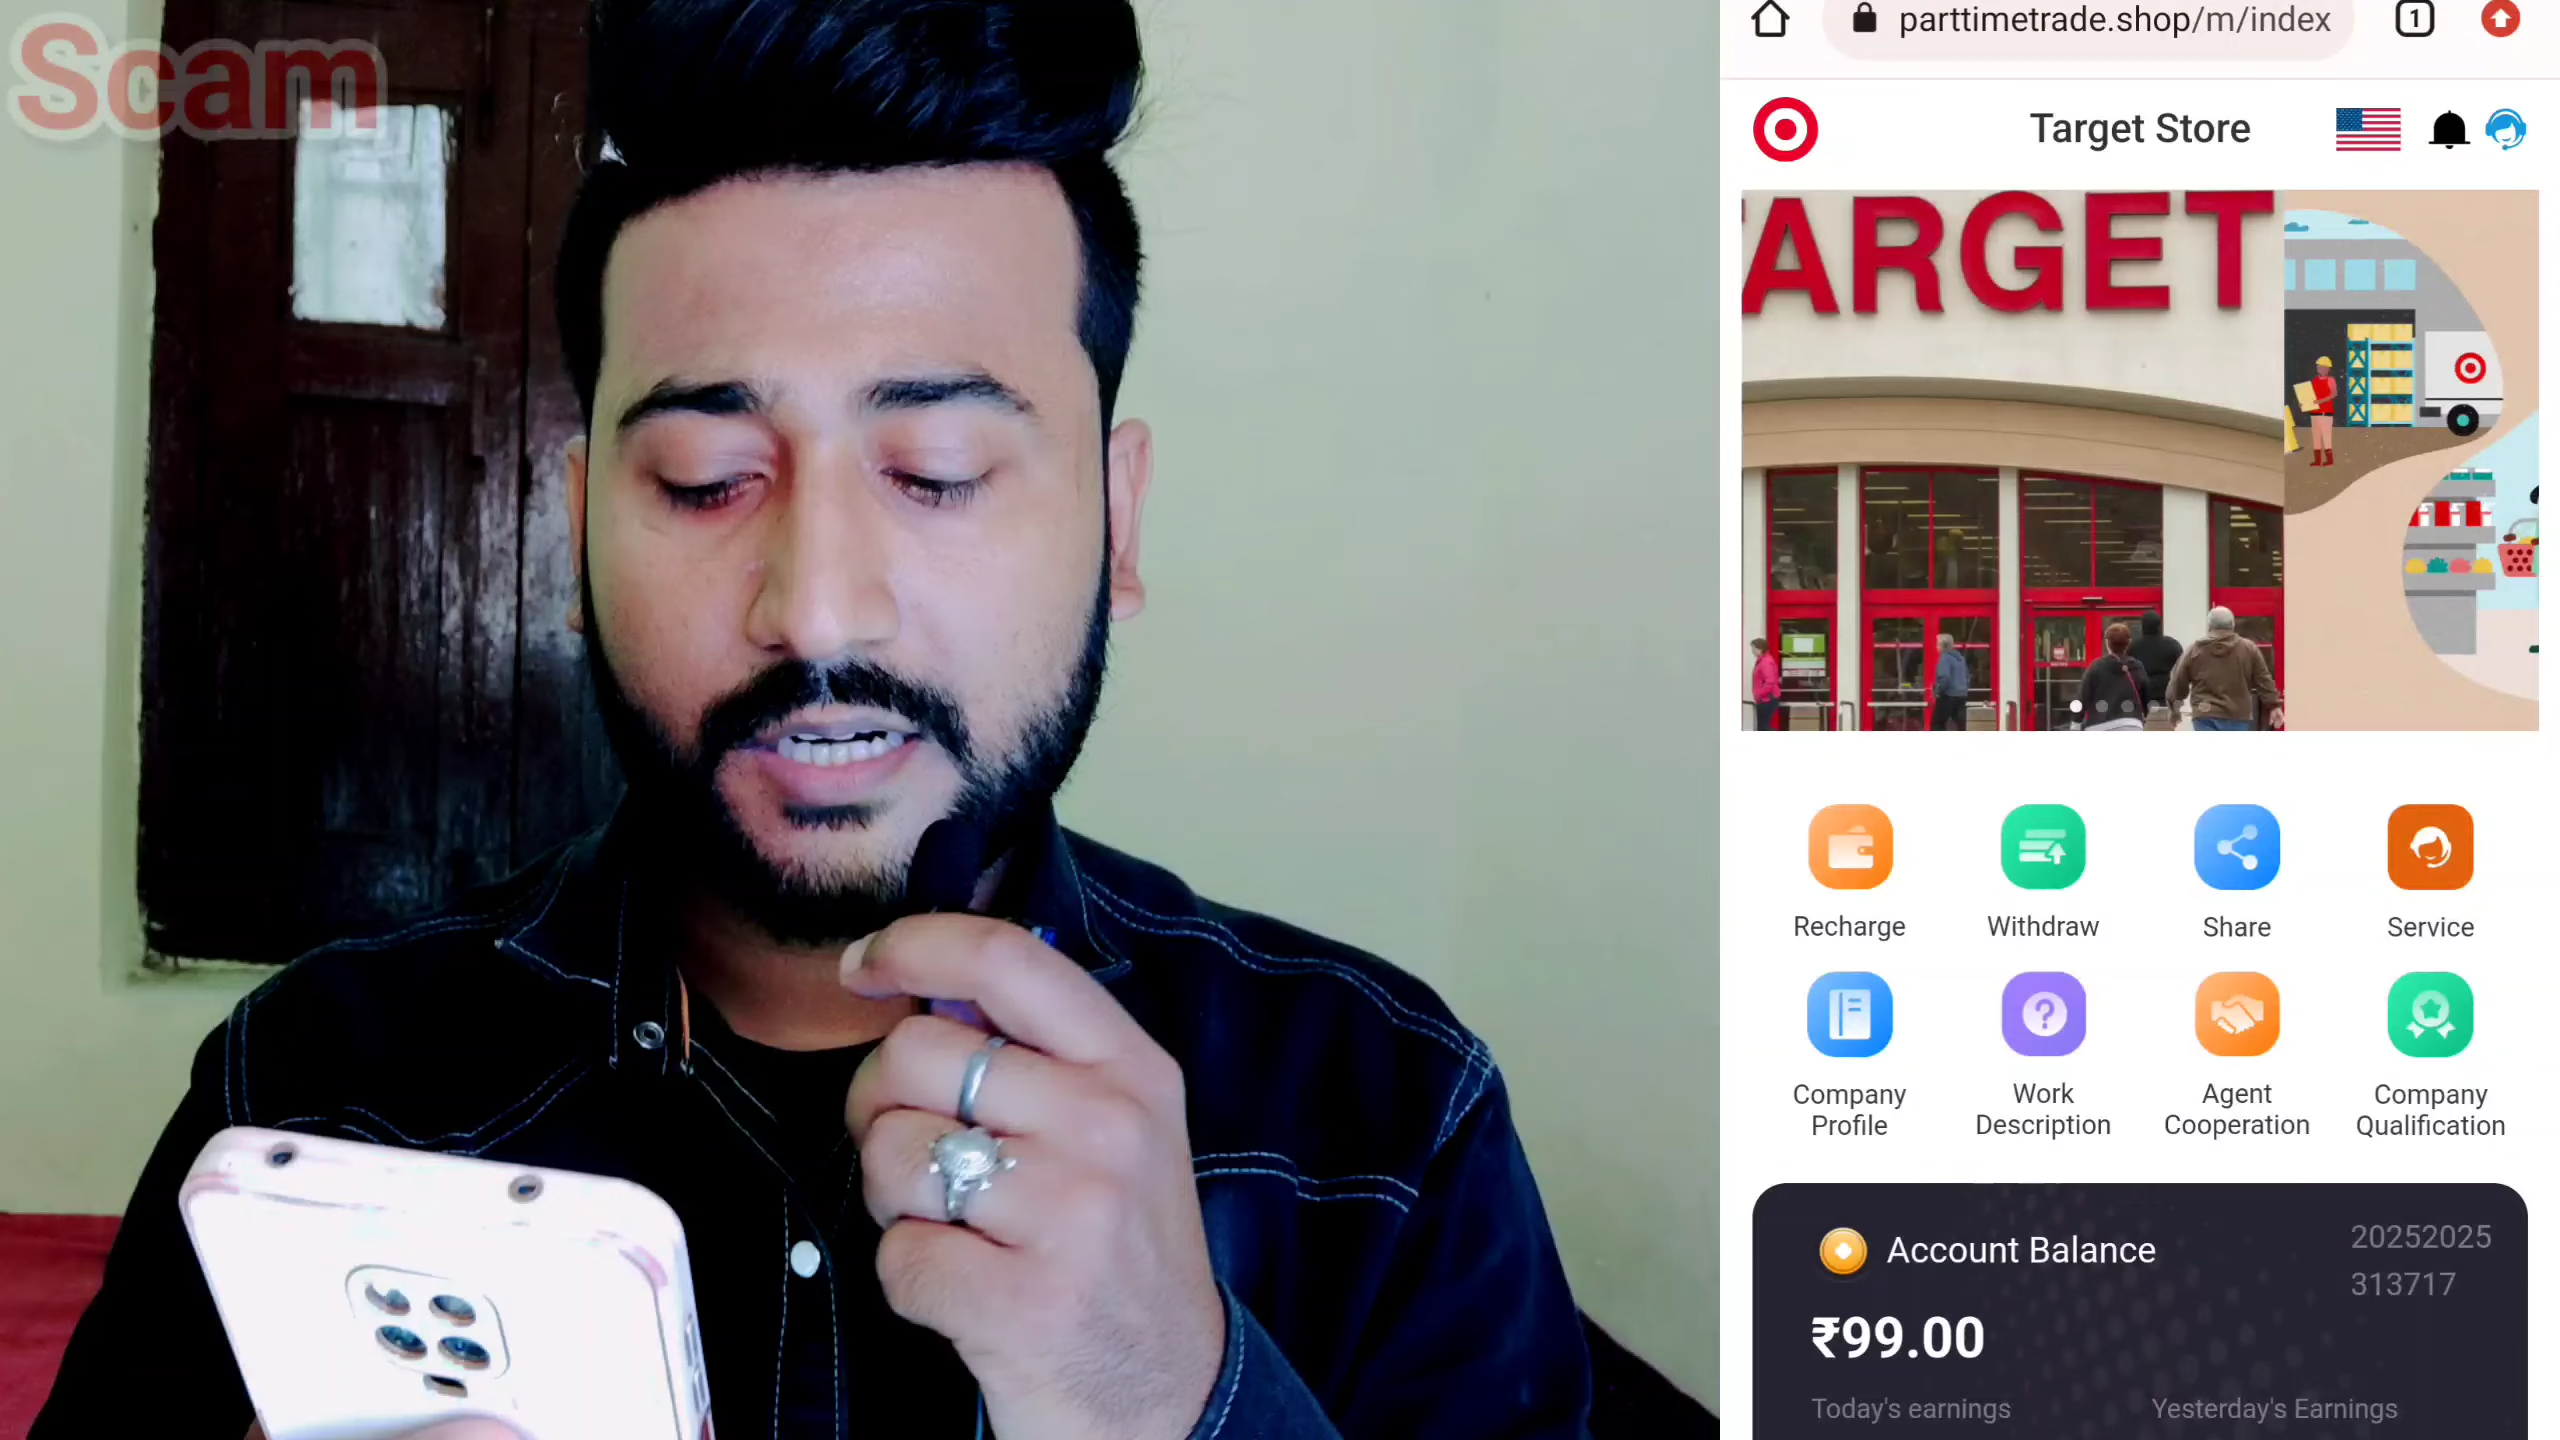 Scam
parttimetrade.shop/m/index
1
Target Store
TARGET
Recharge
Withdraw
Share
Service
Company
Profile
Work
Description
Agent
Cooperation
Company
Qualification
Account Balance
20252025
313717
₹99.00
Today's earnings
Yesterday's Earnings